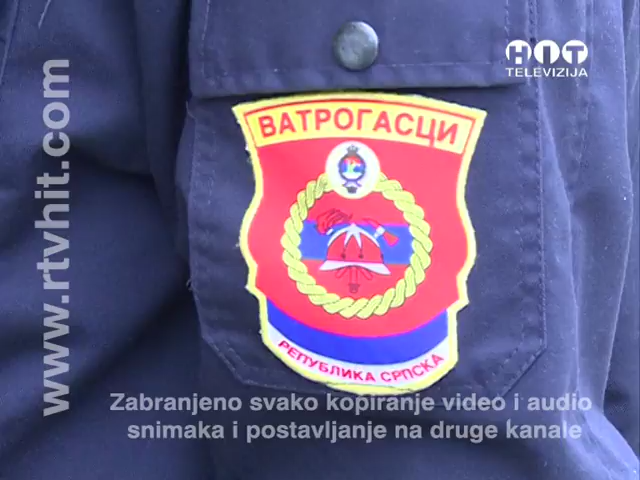 HIT
TELEVIZIJA
ВАТРОГАСЦИ
РЕПУБЛИКА СРПСКА
www.rtvhit.com
Zabranjeno svako kopiranje video i audio
snimaka i postavljanje na druge kanale